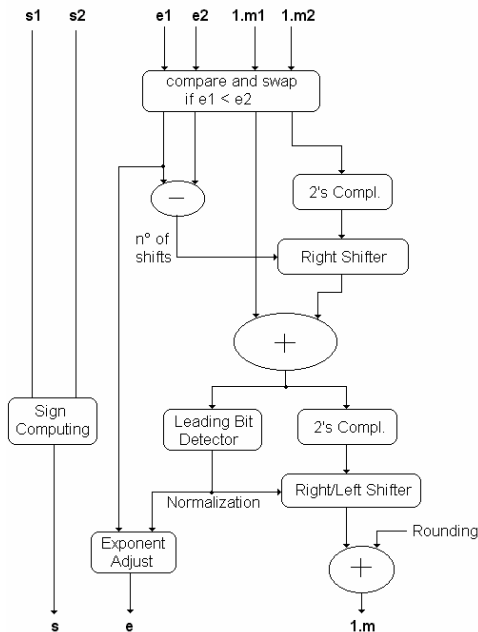 s1 s2 e1 e2 1.m1 1.m2
compare and swap
if e1 < e2
−
2's Compl.
n° of
shifts
Right Shifter
+
Sign
Computing
Leading Bit
Detector
2's Compl.
Normalization
Right/Left Shifter
Rounding
Exponent
Adjust
+
s e 1.m